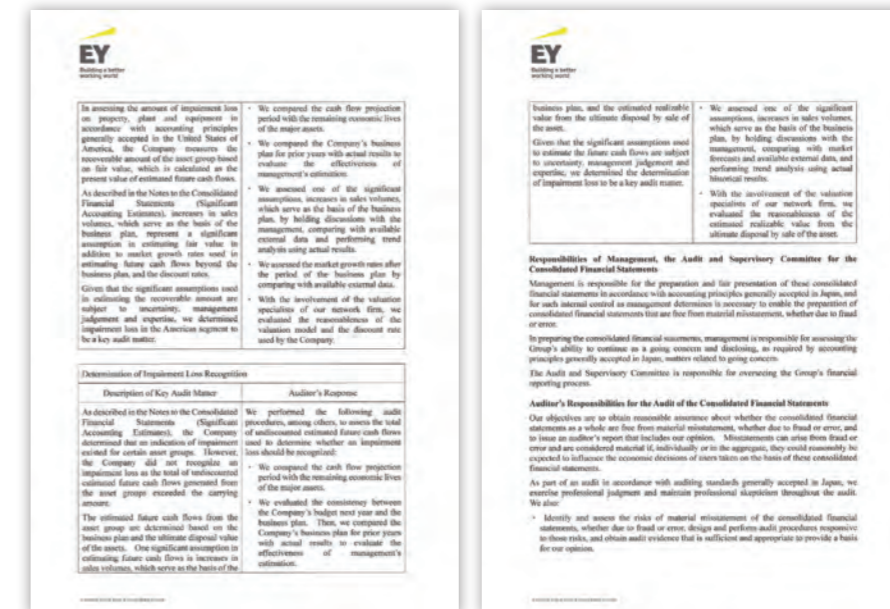 EY
Building a better
working world
In assessing the amount of impairment loss
on property, plant and equipment in
accordance with accounting principles
generally accepted in the United States of
America, the Company measures the
recoverable amount of the asset group based
on fair value, which is calculated as the
present value of estimated future cash flows.
As described in the Notes to the Consolidated
Financial Statements (Significant
Accounting Estimates), increases in sales
volumes, which serve as the basis of the
business plan, represent a significant
assumption in estimating fair value in
addition to market growth rates used in
estimating future cash flows beyond the
business plan, and the discount rates.
Given that the significant assumptions used
in estimating the recoverable amount are
subject to uncertainty, management
judgement and expertise, we determined
impairment loss in the American segment to
be a key audit matter.
· We compared the cash flow projection
period with the remaining economic lives
of the major assets.
· We compared the Company's business
plan for prior years with actual results to
evaluate the effectiveness of
management's estimation.
· We assessed one of the significant
assumptions, increases in sales volumes,
which serve as the basis of the business
plan, by holding discussions with the
management, comparing with available
external data and performing trend
analysis using actual results.
· We assessed the market growth rates after
the period of the business plan by
comparing with available external data.
· With the involvement of the valuation
specialists of our network firm, we
evaluated the reasonableness of the
valuation model and the discount rate
used by the Company.
Determination of Impairment Loss Recognition
Description of Key Audit Matter
Auditor's Response
As described in the Notes to the Consolidated
Financial Statements (Significant
Accounting Estimates), the Company
determined that an indication of impairment
existed for certain asset groups. However,
the Company did not recognize an
impairment loss as the total of undiscounted
estimated future cash flows generated from
the asset groups exceeded the carrying
amount.
The estimated future cash flows from the
asset group are determined based on the
business plan and the ultimate disposal value
of the assets. One significant assumption in
estimating future cash flows is increases in
sales volumes, which serve as the basis of the
We performed the following audit
procedures, among others, to assess the total
of undiscounted estimated future cash flows
used to determine whether an impairment
loss should be recognized:
· We compared the cash flow projection
period with the remaining economic lives
of the major assets.
· We evaluated the consistency between
the Company's budget next year and the
business plan. Then, we compared the
Company's business plan for prior years
with actual results to evaluate the
effectiveness of management's
estimation.
EY
Building a better
working world
business plan, and the estimated realizable
value from the ultimate disposal by sale of
the asset.
Given that the significant assumptions used
to estimate the future cash flows are subject
to uncertainty, management judgement and
expertise, we determined the determination
of impairment loss to be a key audit matter.
· We assessed one of the significant
assumptions, increases in sales volumes,
which serve as the basis of the business
plan, by holding discussions with the
management, comparing with market
forecasts and available external data, and
performing trend analysis using actual
historical results.
· With the involvement of the valuation
specialists of our network firm, we
evaluated the reasonableness of the
estimated realizable value from the
ultimate disposal by sale of the asset.
Responsibilities of Management, the Audit and Supervisory Committee for the
Consolidated Financial Statements
Management is responsible for the preparation and fair presentation of these consolidated
financial statements in accordance with accounting principles generally accepted in Japan, and
for such internal control as management determines is necessary to enable the preparation of
consolidated financial statements that are free from material misstatement, whether due to fraud
or error.
In preparing the consolidated financial statements, management is responsible for assessing the
Group's ability to continue as a going concern and disclosing, as required by accounting
principles generally accepted in Japan, matters related to going concern.
The Audit and Supervisory Committee is responsible for overseeing the Group's financial
reporting process.
Auditor's Responsibilities for the Audit of the Consolidated Financial Statements
Our objectives are to obtain reasonable assurance about whether the consolidated financial
statements as a whole are free from material misstatement, whether due to fraud or error, and
to issue an auditor's report that includes our opinion. Misstatements can arise from fraud or
error and are considered material if, individually or in the aggregate, they could reasonably be
expected to influence the economic decisions of users taken on the basis of these consolidated
financial statements.
As part of an audit in accordance with auditing standards generally accepted in Japan, we
exercise professional judgment and maintain professional skepticism throughout the audit.
We also:
· Identify and assess the risks of material misstatement of the consolidated financial
statements, whether due to fraud or error, design and perform audit procedures responsive
to those risks, and obtain audit evidence that is sufficient and appropriate to provide a basis
for our opinion.